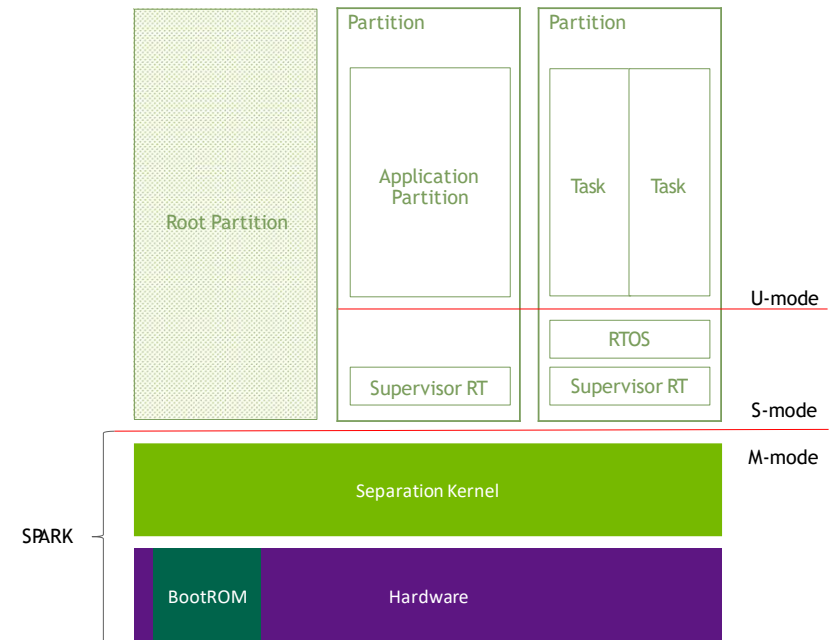 Partition
Partition
Application
Partition
Task
Task
Root Partition
U-mode
RTOS
Supervisor RT
Supervisor RT
S-mode
M-mode
Separation Kernel
SPARK
BootROM
Hardware